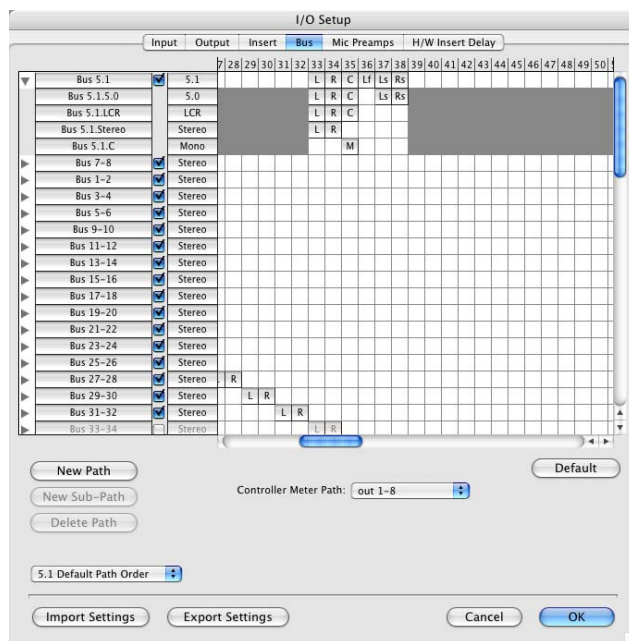 I/O Setup
Input Output Insert Bus Mic Preamps H/W Insert Delay
7 28 29 30 31 32 33 34 35 36 37 38 39 40 41 42 43 44 45 46 47 48 49 50
Bus 5.1 5.1 L R C Lf Ls Rs
Bus 5.1.5.0 5.0 L R C Ls Rs
Bus 5.1.LCR LCR L R C
Bus 5.1.Stereo Stereo L R
Bus 5.1.C Mono M
Bus 7-8 Stereo
Bus 1-2 Stereo
Bus 3-4 Stereo
Bus 5-6 Stereo
Bus 9-10 Stereo
Bus 11-12 Stereo
Bus 13-14 Stereo
Bus 15-16 Stereo
Bus 17-18 Stereo
Bus 19-20 Stereo
Bus 21-22 Stereo
Bus 23-24 Stereo
Bus 25-26 Stereo
Bus 27-28 Stereo R
Bus 29-30 Stereo L R
Bus 31-32 Stereo L R
Bus 33-34 Stereo L R
New Path
Default
New Sub-Path
Controller Meter Path: out 1-8
Delete Path
5.1 Default Path Order
Import Settings Export Settings Cancel OK